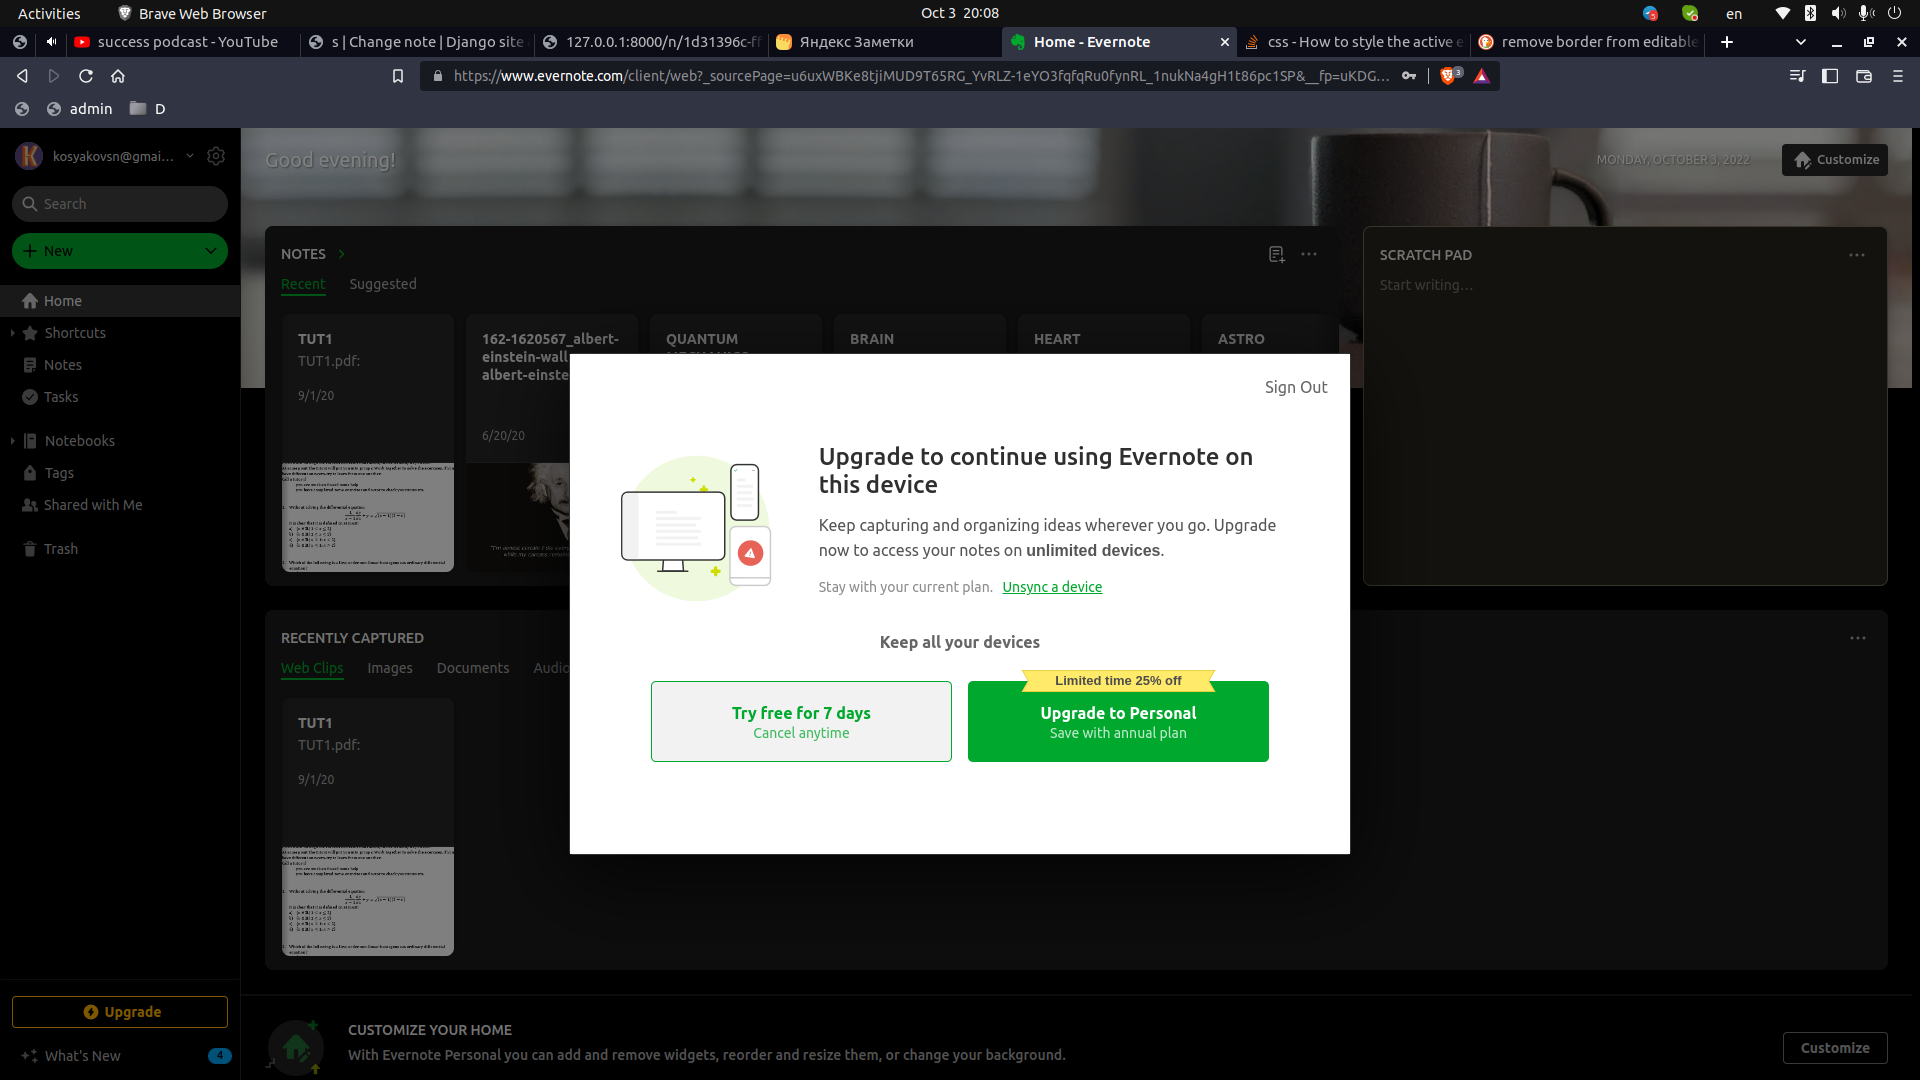 Activities
Brave Web Browser
Oct 3 20:08
en
success podcast - YouTube
s | Change note | Django site
127.0.0.1:8000/n/1d31396c-ff
Яндекс Заметки
Home - Evernote
css - How to style the active e
remove border from editable
https://www.evernote.com/client/web?_sourcePage=u6uxWBKe8tjiMUD9T65RG_YvRLZ-1eYO3fqfqRu0fynRL_1nukNa4gH1t86pc1SP&__fp=uKDG...
3
admin
D
K
kosyakovsn@gmai...
Good evening!
MONDAY, OCTOBER 3, 2022
Customize
Search
New
Home
Shortcuts
Notes
Tasks
Notebooks
Tags
Shared with Me
Trash
Upgrade
What's New
4
NOTES
Recent
Suggested
TUT1
TUT1.pdf:
9/1/20
162-1620567_albert-
einstein-wall
albert-einste
6/20/20
QUANTUM
BRAIN
HEART
ASTRO
SCRATCH PAD
Start writing...
Sign Out
Upgrade to continue using Evernote on
this device
Keep capturing and organizing ideas wherever you go. Upgrade
now to access your notes on unlimited devices.
Stay with your current plan. Unsync a device
Keep all your devices
Try free for 7 days
Cancel anytime
Limited time 25% off
Upgrade to Personal
Save with annual plan
RECENTLY CAPTURED
Web Clips
Images
Documents
Audio
TUT1
TUT1.pdf:
9/1/20
CUSTOMIZE YOUR HOME
With Evernote Personal you can add and remove widgets, reorder and resize them, or change your background.
Customize